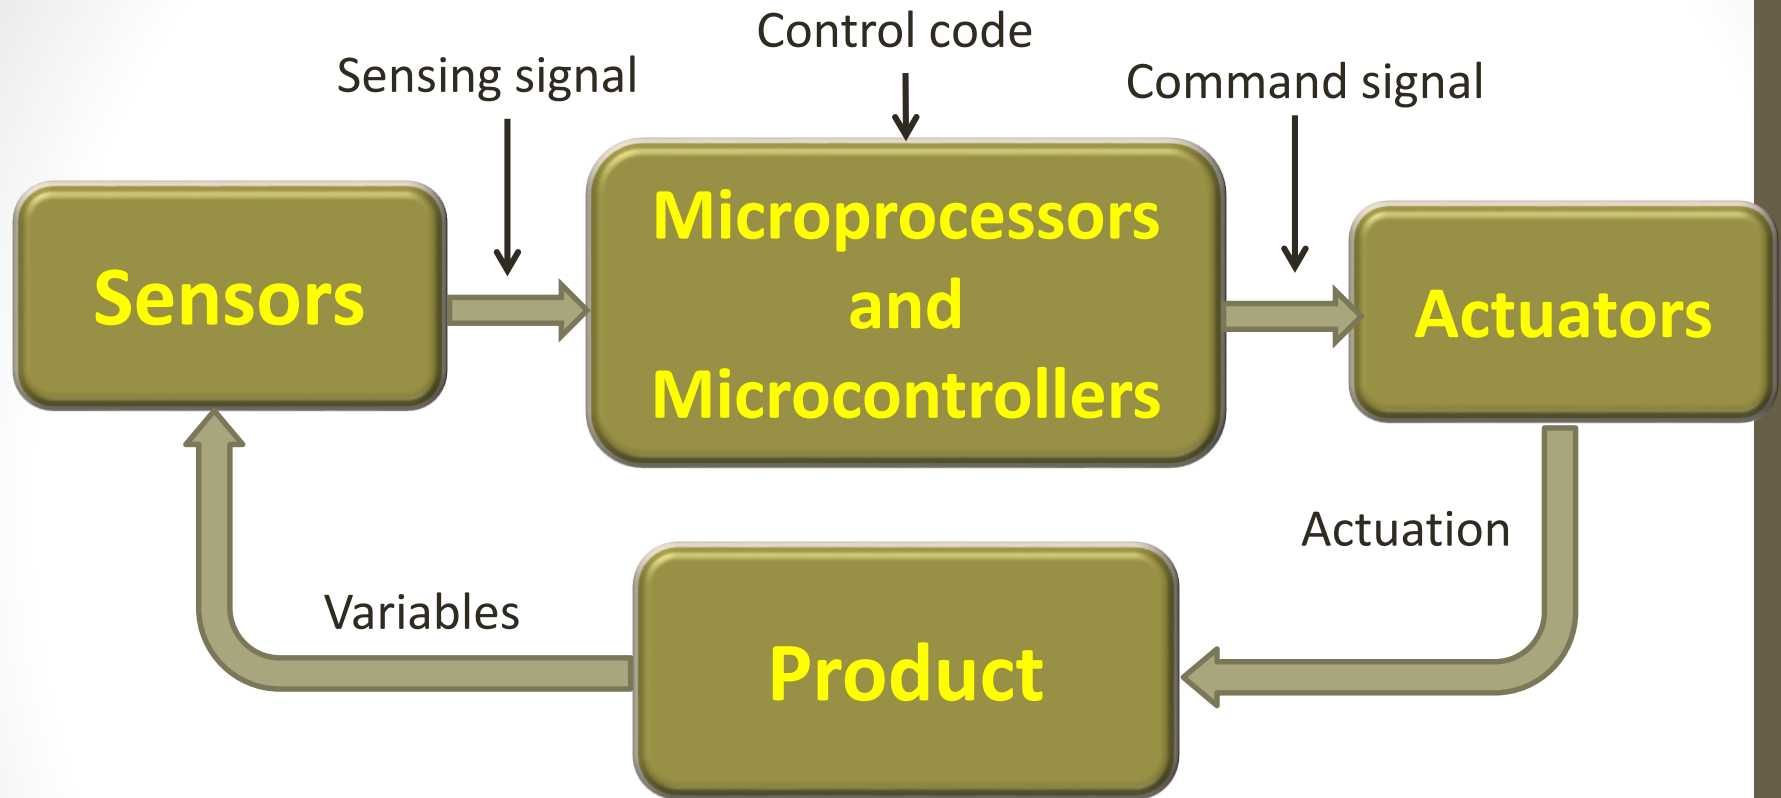 Control code
Sensing signal
Command signal
Sensors
Microprocessors
and
Microcontrollers
Actuators
Actuation
Variables
Product